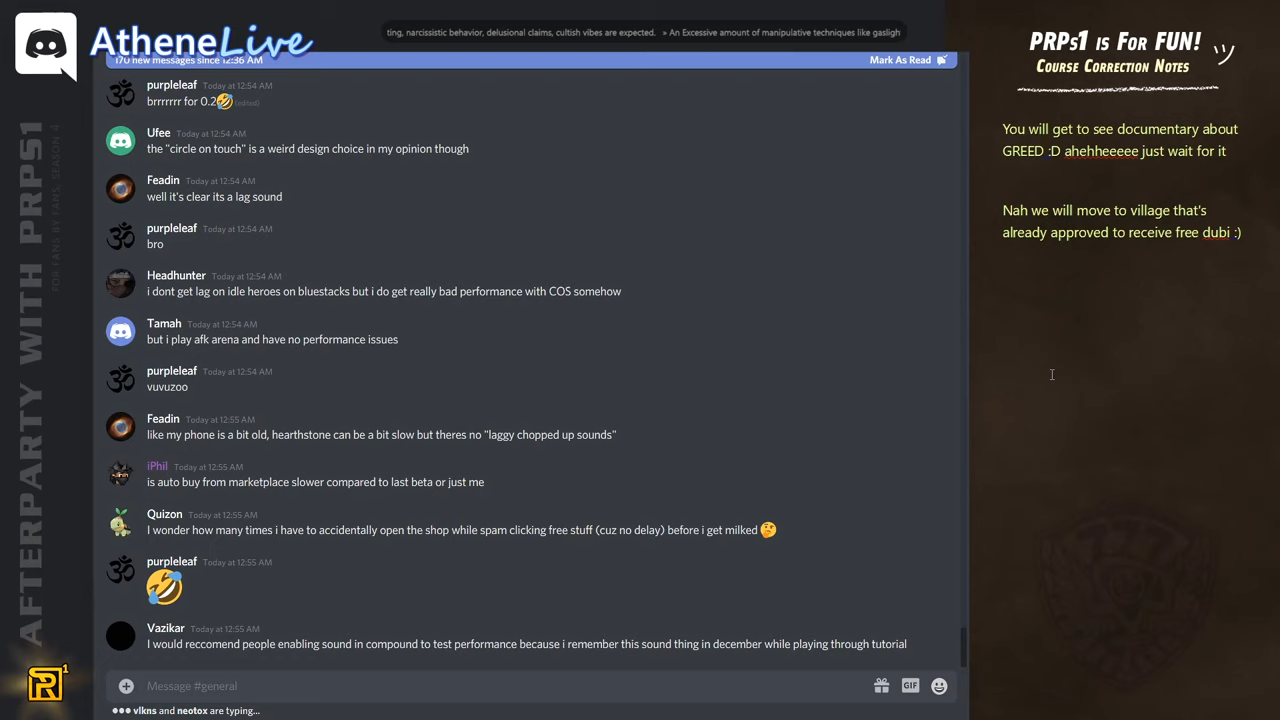 AtheneLive
ting, narcissistic behavior, delusional claims, cultish vibes are expected. » An Excessive amount of manipulative techniques like gasligh
170 new messages since 12:36 AM
Mark As Read
purpleleaf Today at 12:54 AM
brrrrrrr for 0.2🤣 (edited)
Ufee Today at 12:54 AM
the "circle on touch" is a weird design choice in my opinion though
Feadin Today at 12:54 AM
well it's clear its a lag sound
purpleleaf Today at 12:54 AM
bro
Headhunter Today at 12:54 AM
i dont get lag on idle heroes on bluestacks but i do get really bad performance with COS somehow
Tamah Today at 12:54 AM
but i play afk arena and have no performance issues
purpleleaf Today at 12:54 AM
vuvuzoo
Feadin Today at 12:55 AM
like my phone is a bit old, hearthstone can be a bit slow but theres no "laggy chopped up sounds"
iPhil Today at 12:55 AM
is auto buy from marketplace slower compared to last beta or just me
Quizon Today at 12:55 AM
I wonder how many times i have to accidentally open the shop while spam clicking free stuff (cuz no delay) before i get milked 🤔
purpleleaf Today at 12:55 AM
🤣
Vazikar Today at 12:55 AM
I would reccomend people enabling sound in compound to test performance because i remember this sound thing in december while playing through tutorial
Message #general
GIF
vlkns and neotox are typing...
AFTERPARTY WITH PRPS1
FOR FANS BY FANS, SEASON 4
R1
PRPs1 is For FUN!
Course Correction Notes
ツ
You will get to see documentary about
GREED :D ahehheeeee just wait for it
Nah we will move to village that's
already approved to receive free dubi :)